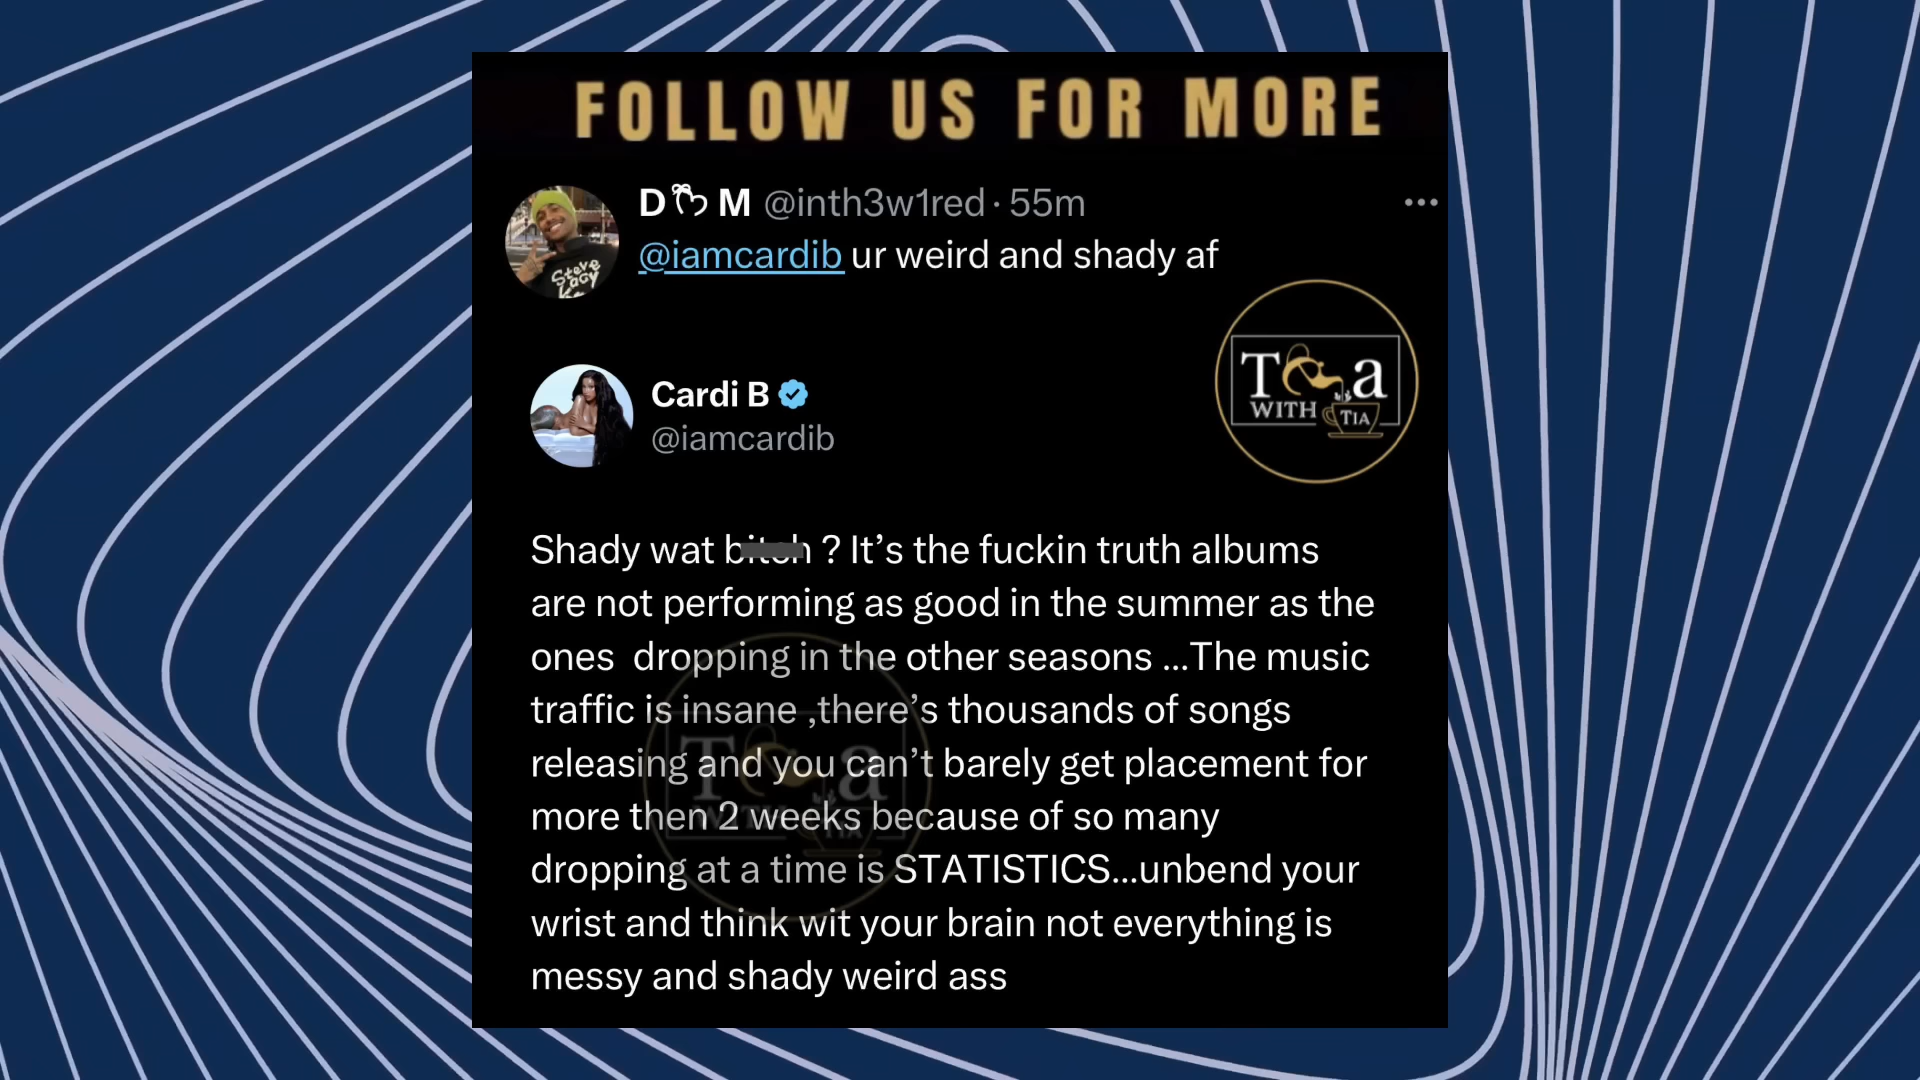 FOLLOW US FOR MORE
D M @inth3w1red · 55m
@iamcardib ur weird and shady af
Tea
WITH TIA
Cardi B
@iamcardib
Shady wat bitch ? It’s the fuckin truth albums
are not performing as good in the summer as the
ones  dropping in the other seasons ...The music
traffic is insane ,there’s thousands of songs
releasing and you can’t barely get placement for
more then 2 weeks because of so many
dropping at a time is STATISTICS...unbend your
wrist and think wit your brain not everything is
messy and shady weird ass